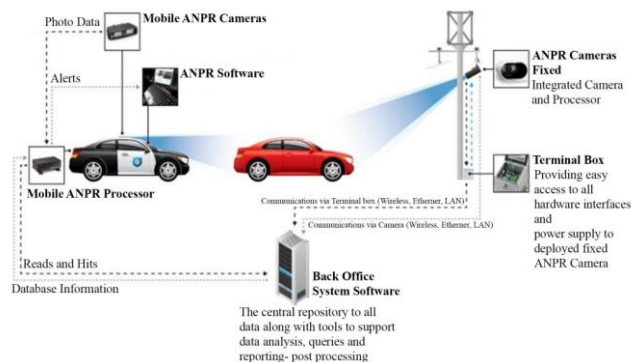 Photo Data
Mobile ANPR Cameras
Alerts
ANPR Software
Mobile ANPR Processor
ANPR Cameras
Fixed
Integrated Camera
and Processor
Terminal Box
Providing easy
access to all
hardware interfaces
and
power supply to
deployed fixed
ANPR Camera
Communications via Terminal box (Wireless, Etherner, LAN)
Communications via Camera (Wireless, Etherner, LAN)
Reads and Hits
Database Information
Back Office
System Software
The central repository to all
data along with tools to support
data analysis, queries and
reporting- post processing